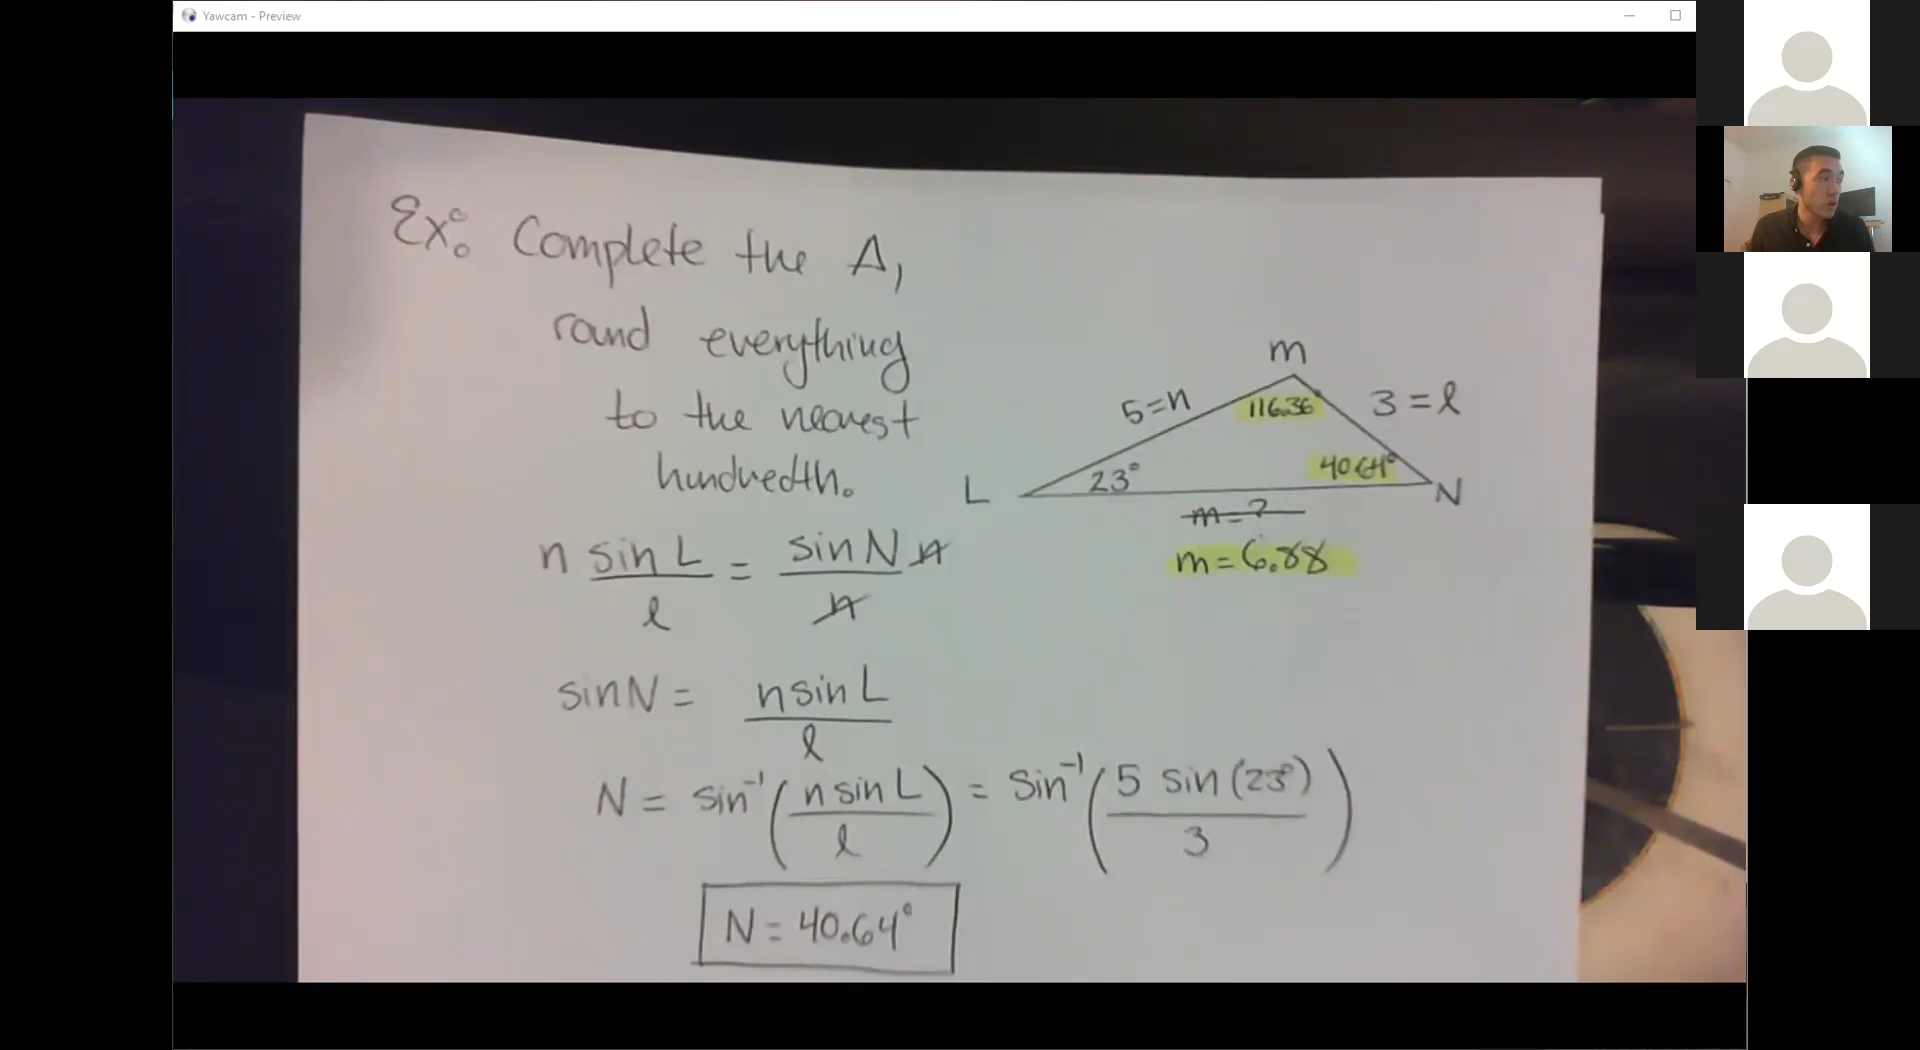 Yawcam - Preview
Ex: Complete the Δ,
round everything
to the nearest
hundredth.
m
5=n
116.36°
3=l
L
23°
40.64°
N
m=?
m=6.88
n sin L / l = sin N / n n
sin N = n sin L / l
N = sin⁻¹(n sin L / l) = sin⁻¹(5 sin(23°) / 3)
N = 40.64°